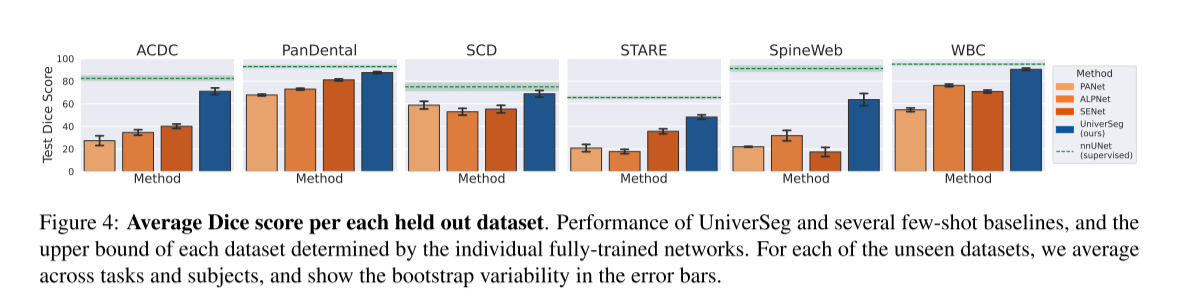 ACDC PanDental SCD STARE SpineWeb WBC
Test Dice Score
100
80
60
40
20
0
Method Method Method Method Method Method
Method
PANet
ALPNet
SENet
UniverSeg
(ours)
nnUNet
(supervised)
Figure 4: Average Dice score per each held out dataset. Performance of UniverSeg and several few-shot baselines, and the
upper bound of each dataset determined by the individual fully-trained networks. For each of the unseen datasets, we average
across tasks and subjects, and show the bootstrap variability in the error bars.